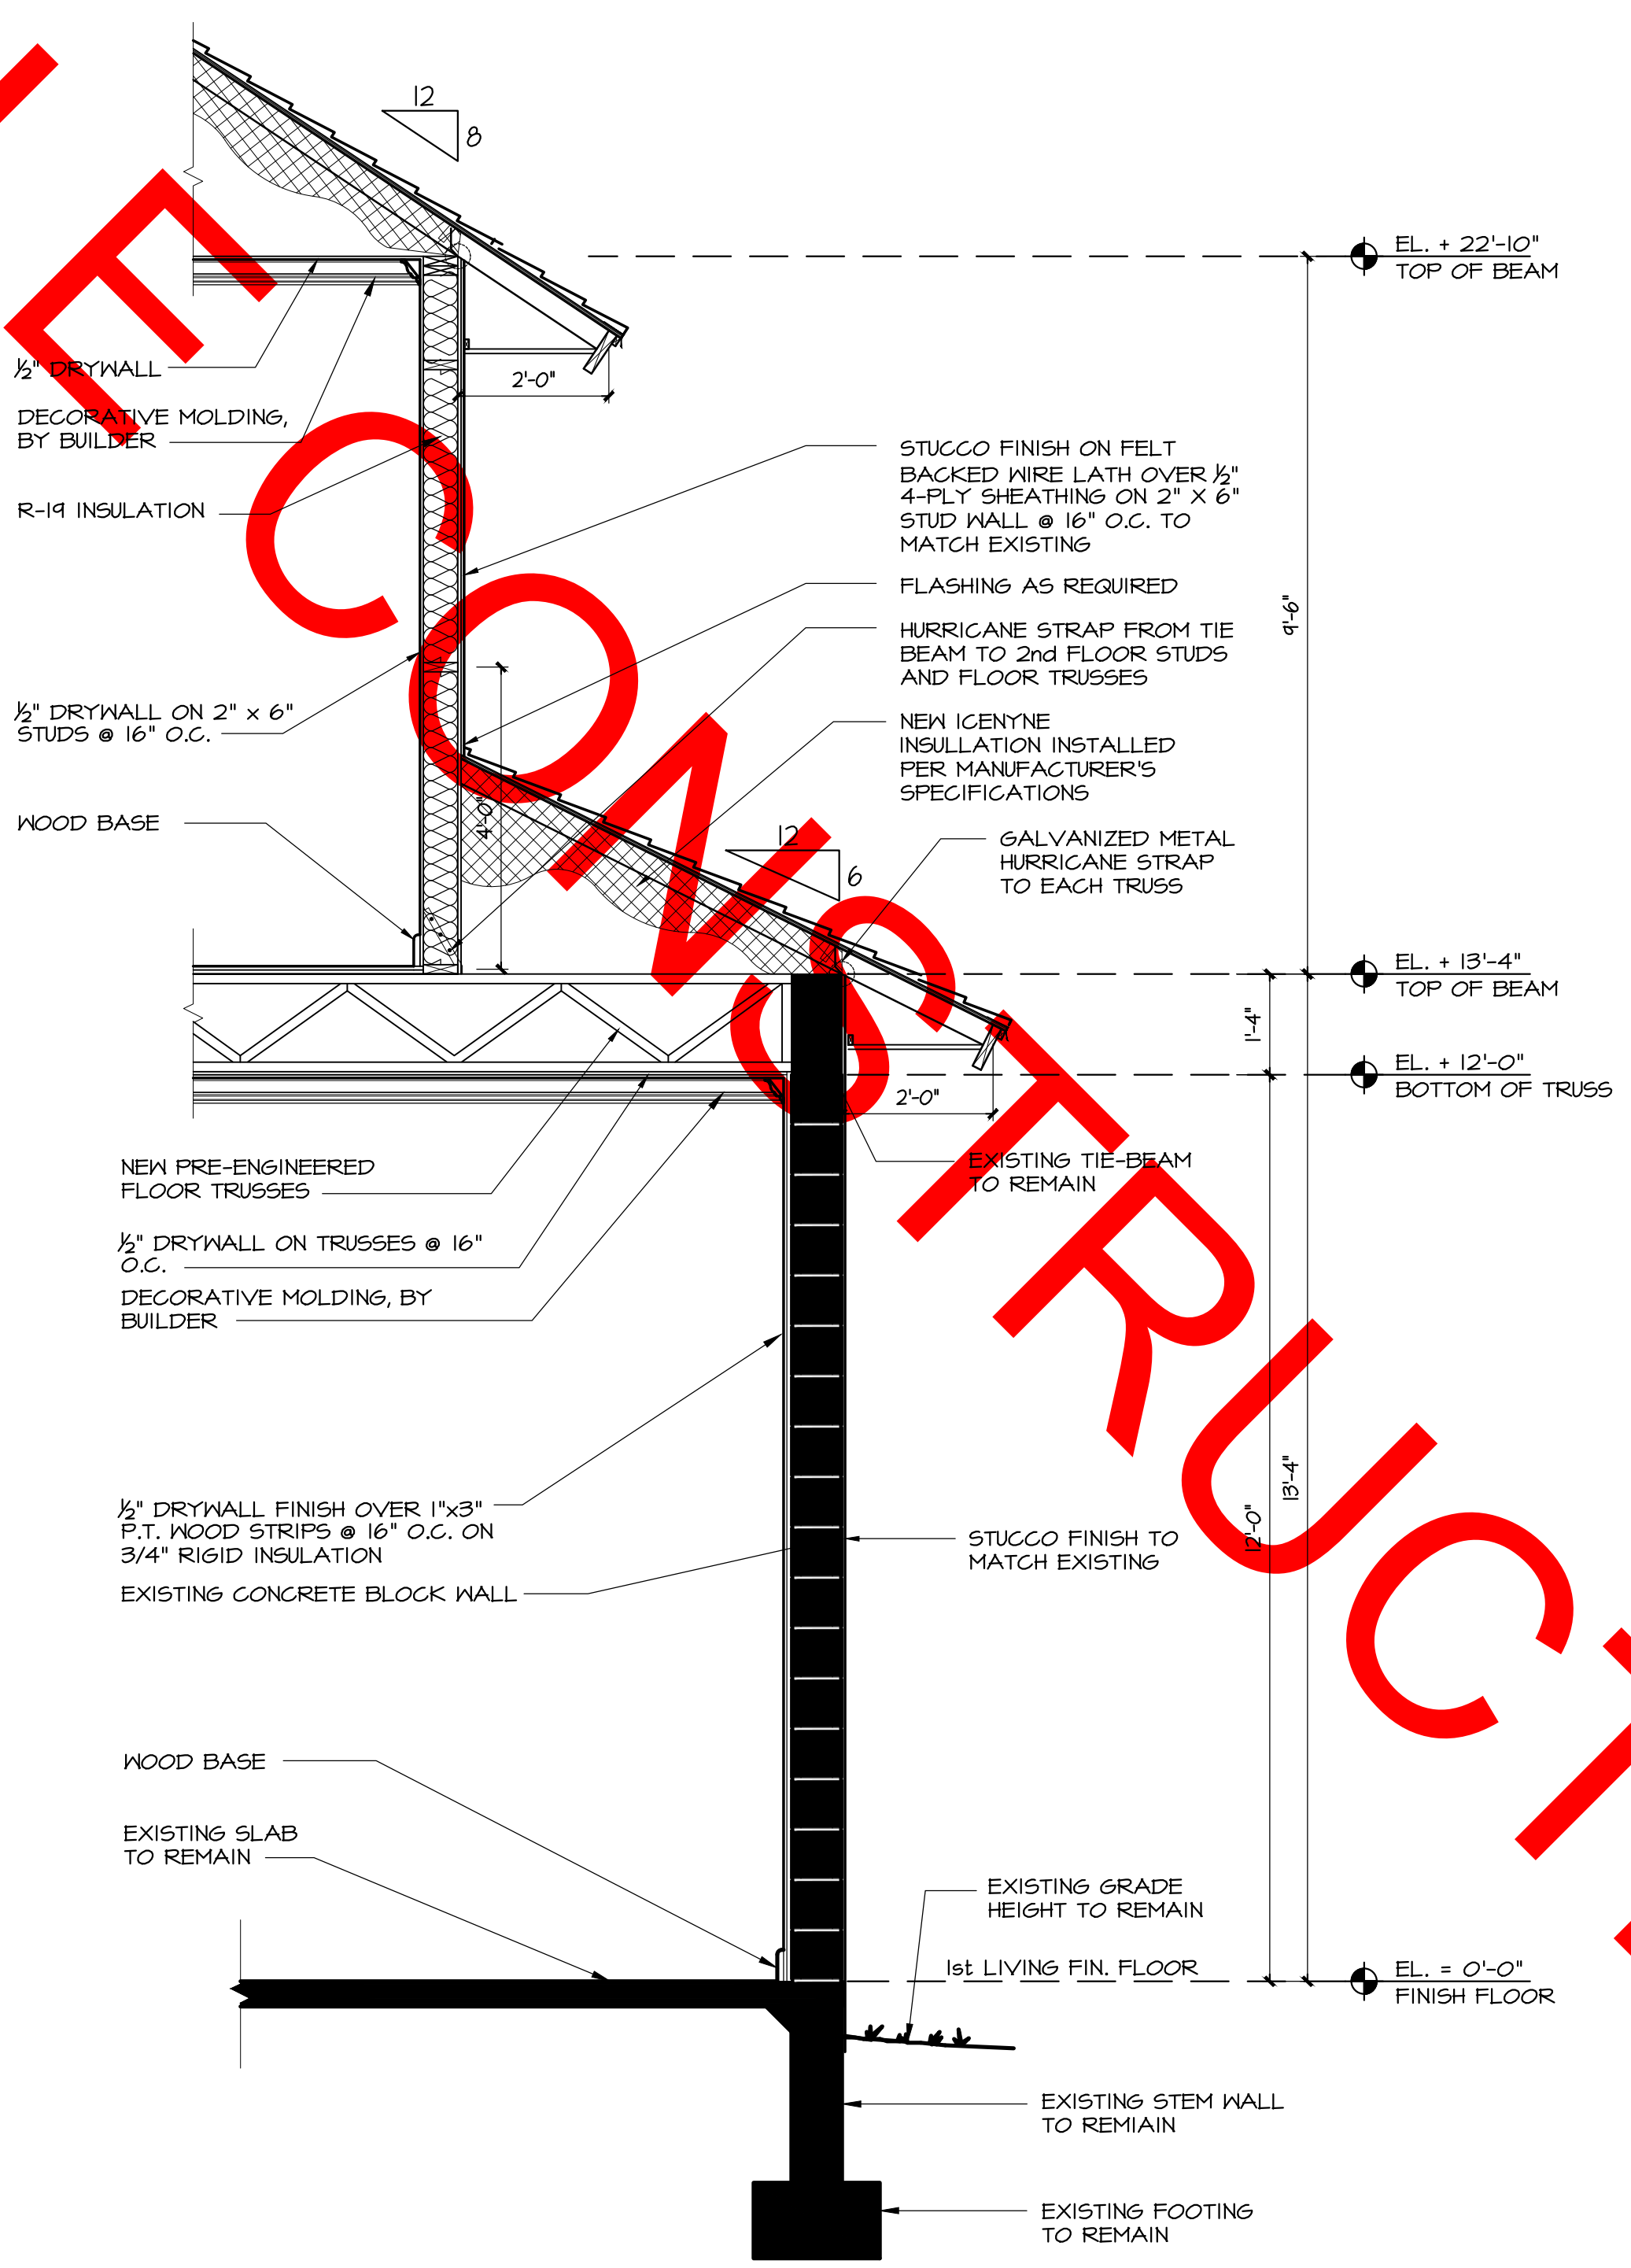 12
8
EL. + 22'-10"
TOP OF BEAM
½" DRYWALL
2'-0"
DECORATIVE MOLDING,
BY BUILDER
R-19 INSULATION
STUCCO FINISH ON FELT
BACKED WIRE LATH OVER ½"
4-PLY SHEATHING ON 2" X 6"
STUD WALL @ 16" O.C. TO
MATCH EXISTING
FLASHING AS REQUIRED
9'-6"
HURRICANE STRAP FROM TIE
BEAM TO 2nd FLOOR STUDS
AND FLOOR TRUSSES
½" DRYWALL ON 2" x 6"
STUDS @ 16" O.C.
NEW ICENYNE
INSULLATION INSTALLED
PER MANUFACTURER'S
SPECIFICATIONS
WOOD BASE
4'-0"
12
6
GALVANIZED METAL
HURRICANE STRAP
TO EACH TRUSS
EL. + 13'-4"
TOP OF BEAM
1'-4"
EL. + 12'-0"
BOTTOM OF TRUSS
2'-0"
NEW PRE-ENGINEERED
FLOOR TRUSSES
EXISTING TIE-BEAM
TO REMAIN
½" DRYWALL ON TRUSSES @ 16"
O.C.
DECORATIVE MOLDING, BY
BUILDER
13'-4"
12'-0"
½" DRYWALL FINISH OVER 1"x3"
P.T. WOOD STRIPS @ 16" O.C. ON
3/4" RIGID INSULATION
STUCCO FINISH TO
MATCH EXISTING
EXISTING CONCRETE BLOCK WALL
WOOD BASE
EXISTING SLAB
TO REMAIN
EXISTING GRADE
HEIGHT TO REMAIN
1st LIVING FIN. FLOOR
EL. = 0'-0"
FINISH FLOOR
EXISTING STEM WALL
TO REMIAIN
EXISTING FOOTING
TO REMAIN
E CONSTRUCT